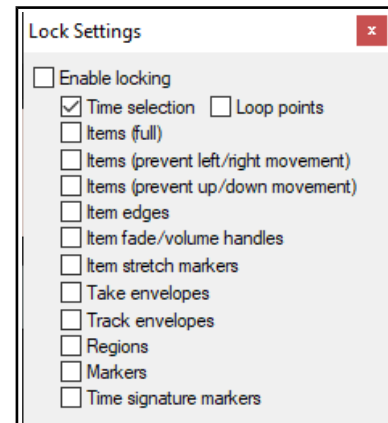 Lock Settings
x
Enable locking
Time selection Loop points
Items (full)
Items (prevent left/right movement)
Items (prevent up/down movement)
Item edges
Item fade/volume handles
Item stretch markers
Take envelopes
Track envelopes
Regions
Markers
Time signature markers